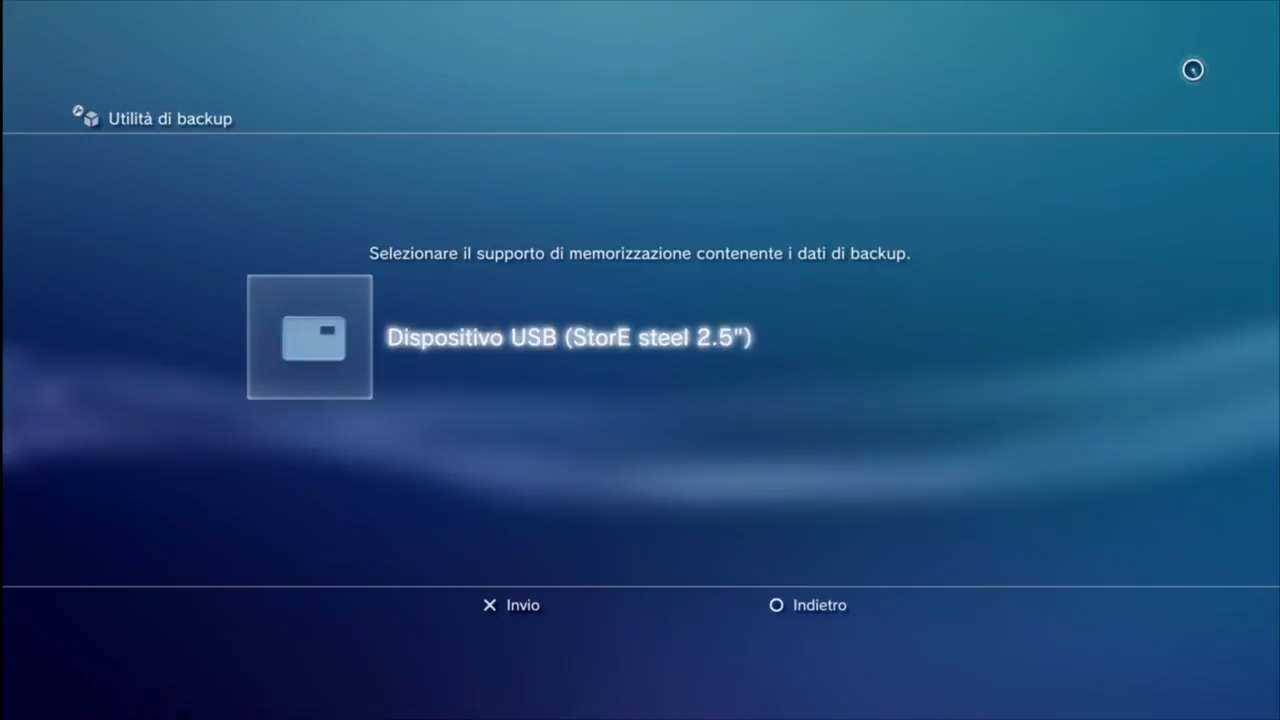 Utilità di backup
Selezionare il supporto di memorizzazione contenente i dati di backup.
Dispositivo USB (StorE steel 2.5")
Invio
Indietro